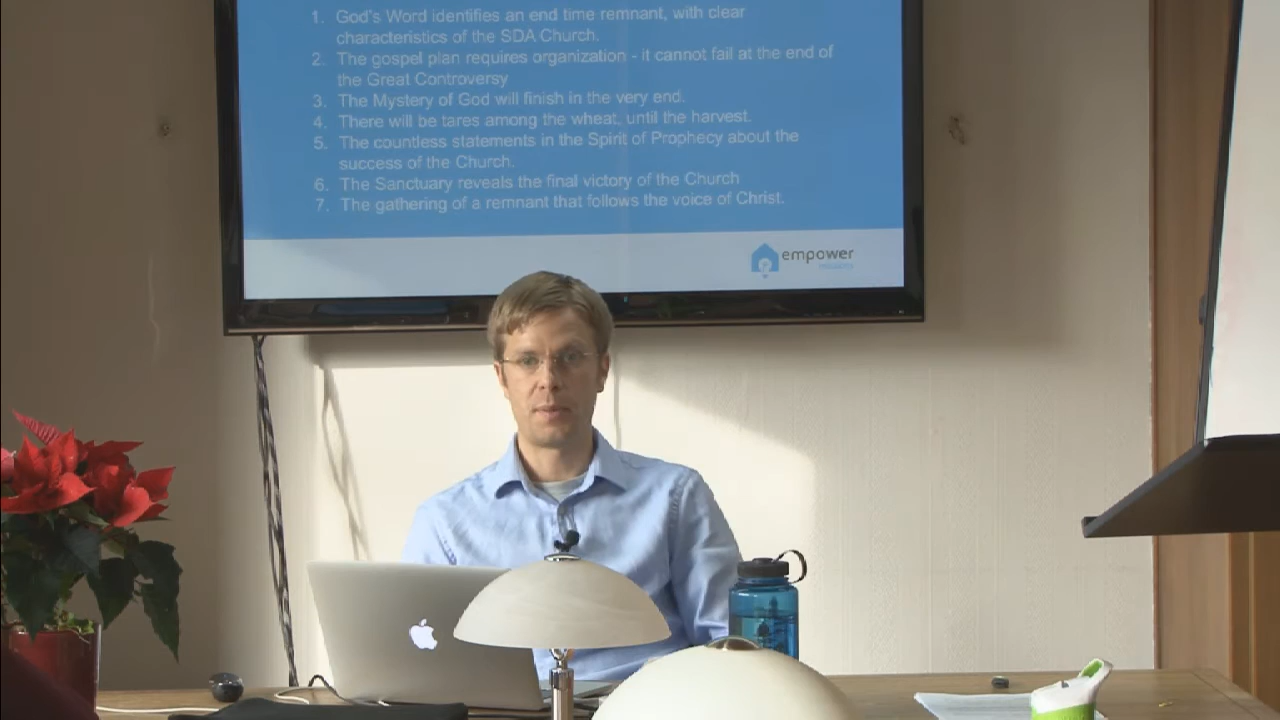 1. God's Word identifies an end time remnant, with clear
characteristics of the SDA Church.
2. The gospel plan requires organization - it cannot fail at the end of
the Great Controversy
3. The Mystery of God will finish in the very end.
4. There will be tares among the wheat, until the harvest.
5. The countless statements in the Spirit of Prophecy about the
success of the Church.
6. The Sanctuary reveals the final victory of the Church
7. The gathering of a remnant that follows the voice of Christ.
empower